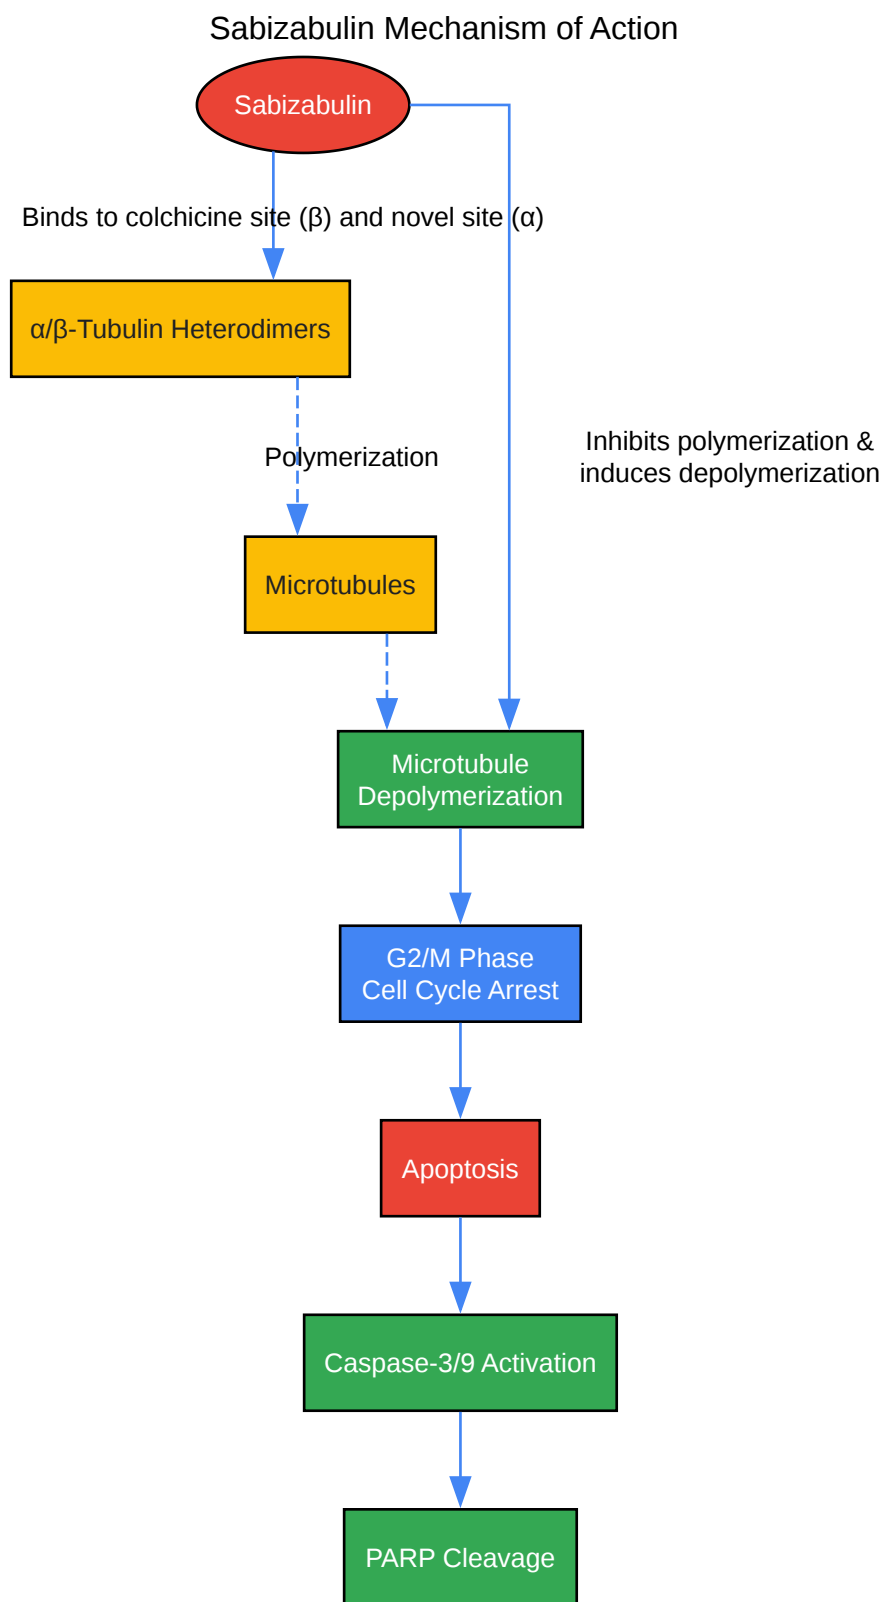 Sabizabulin Mechanism of Action
Sabizabulin
Binds to colchicine site (β) and novel site (α)
α/β-Tubulin Heterodimers
Polymerization
Inhibits polymerization &
induces depolymerization
Microtubules
Microtubule
Depolymerization
G2/M Phase
Cell Cycle Arrest
Apoptosis
Caspase-3/9 Activation
PARP Cleavage